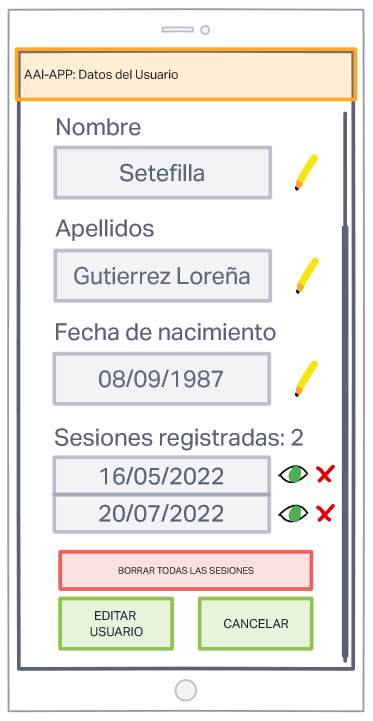 AAI-APP: Datos del Usuario
Nombre
Setefilla
Apellidos
Gutierrez Loreña
Fecha de nacimiento
08/09/1987
Sesiones registradas: 2
16/05/2022
20/07/2022
BORRAR TODAS LAS SESIONES
EDITAR
USUARIO
CANCELAR